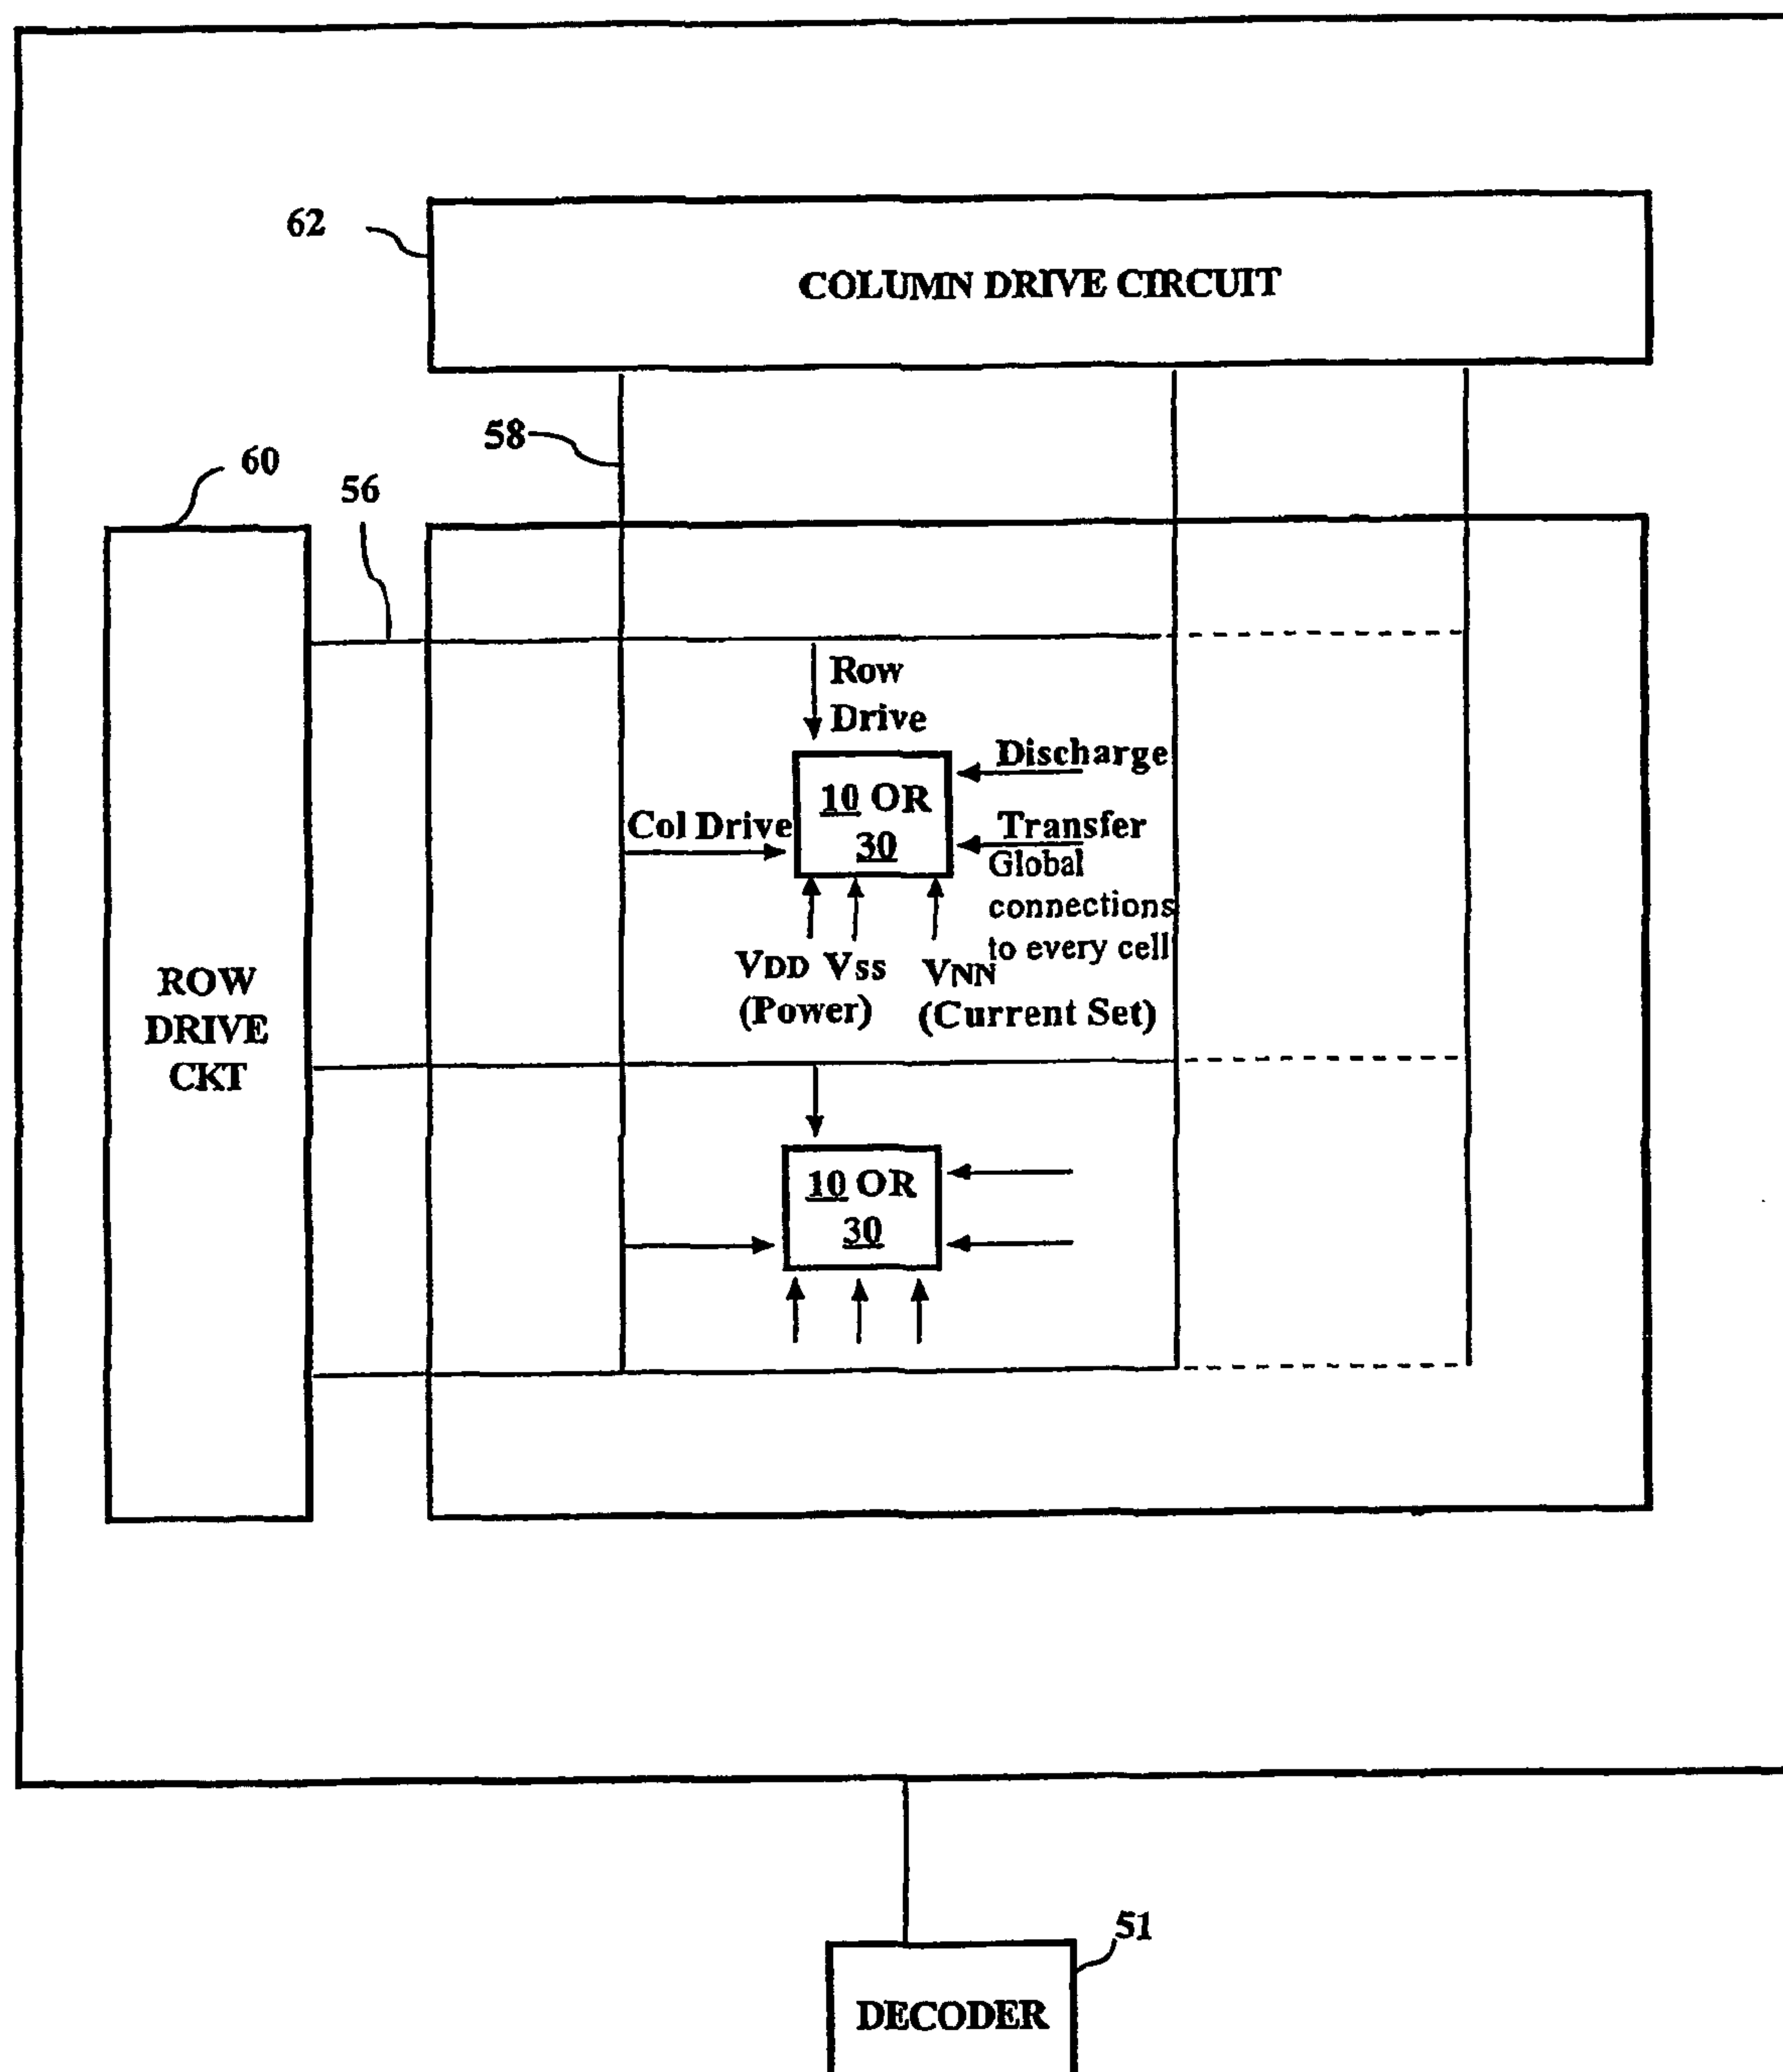 62
COLUMN DRIVE CIRCUIT
58
60
56
Row
Drive
Discharge
10 OR
30
Col Drive
Transfer
Global
connections
to every cell
VDD VSS
(Power)
VNN
(Current Set)
ROW
DRIVE
CKT
10 OR
30
51
DECODER